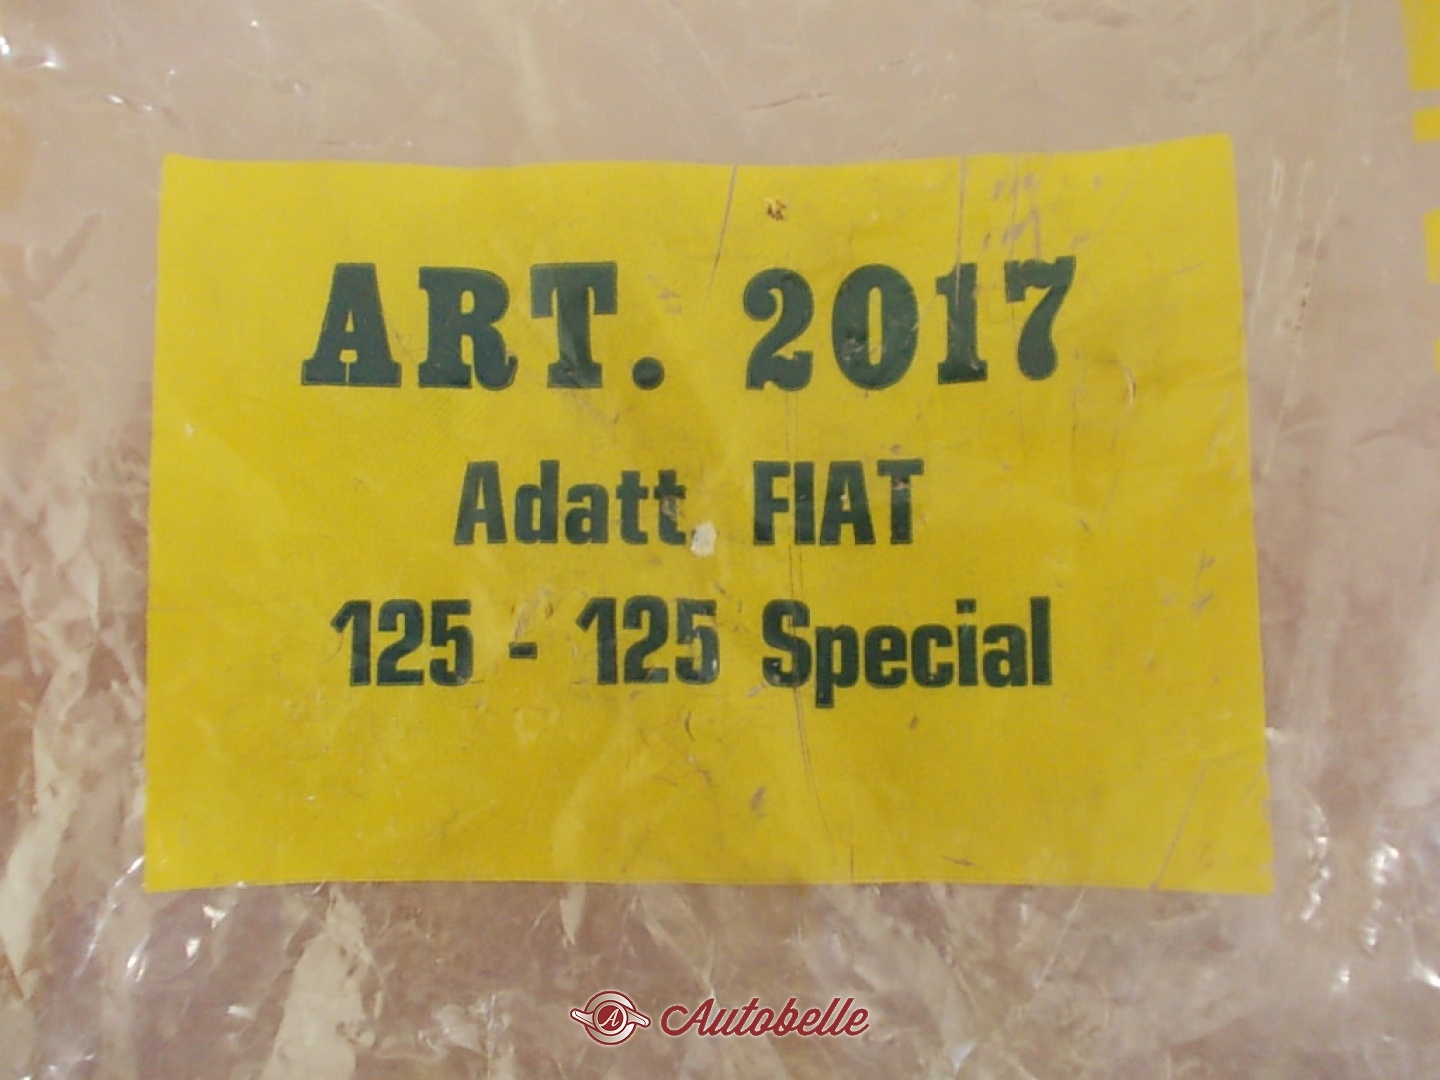 ART. 2017
Adatt. FIAT
125 - 125 Special
A Autobelle